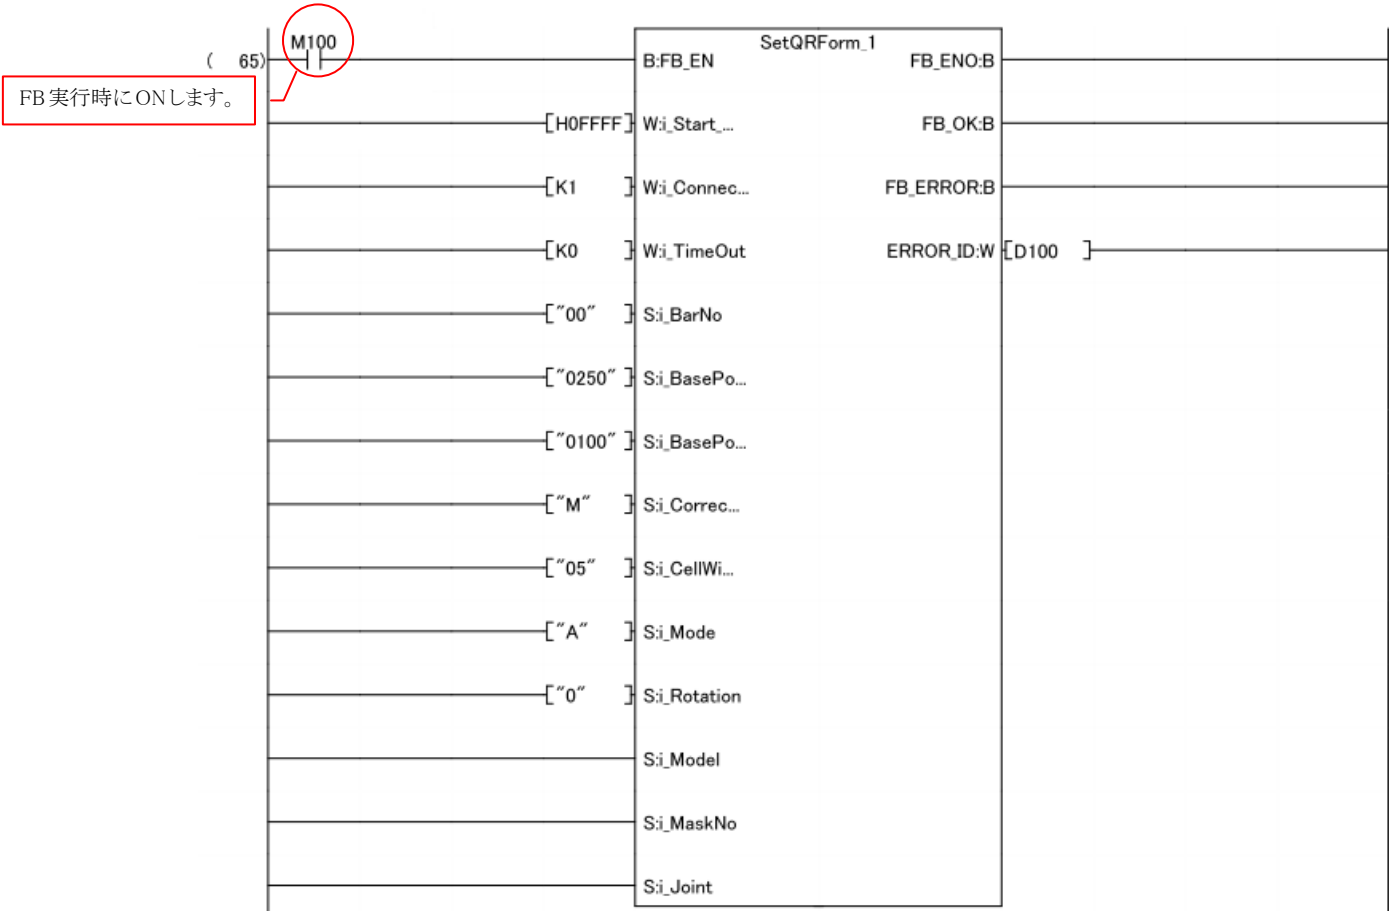 SetQRForm_1
M100
( 65)
B:FB_EN
FB_ENO:B
FB実行時にONします。
[H0FFFF]
W:i_Start_...
FB_OK:B
[K1 ]
W:i_Connec...
FB_ERROR:B
[K0 ]
W:i_TimeOut
ERROR_ID:W
[D100 ]
["00" ]
S:i_BarNo
["0250" ]
S:i_BasePo...
["0100" ]
S:i_BasePo...
["M" ]
S:i_Correc...
["05" ]
S:i_CellWi...
["A" ]
S:i_Mode
["0" ]
S:i_Rotation
S:i_Model
S:i_MaskNo
S:i_Joint